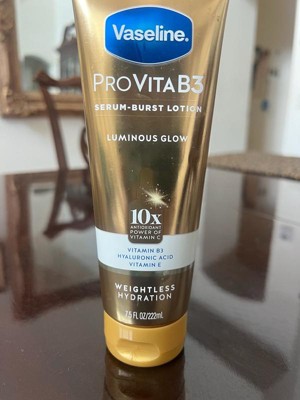 Vaseline.
PROVITAB3
SERUM-BURST LOTION
LUMINOUS GLOW
10x
ANTIOXIDANT
POWER OF
VITAMIN C
VITAMIN B3
HYALURONIC ACID
VITAMIN E
WEIGHTLESS
HYDRATION
7.5 FL OZ/222mL